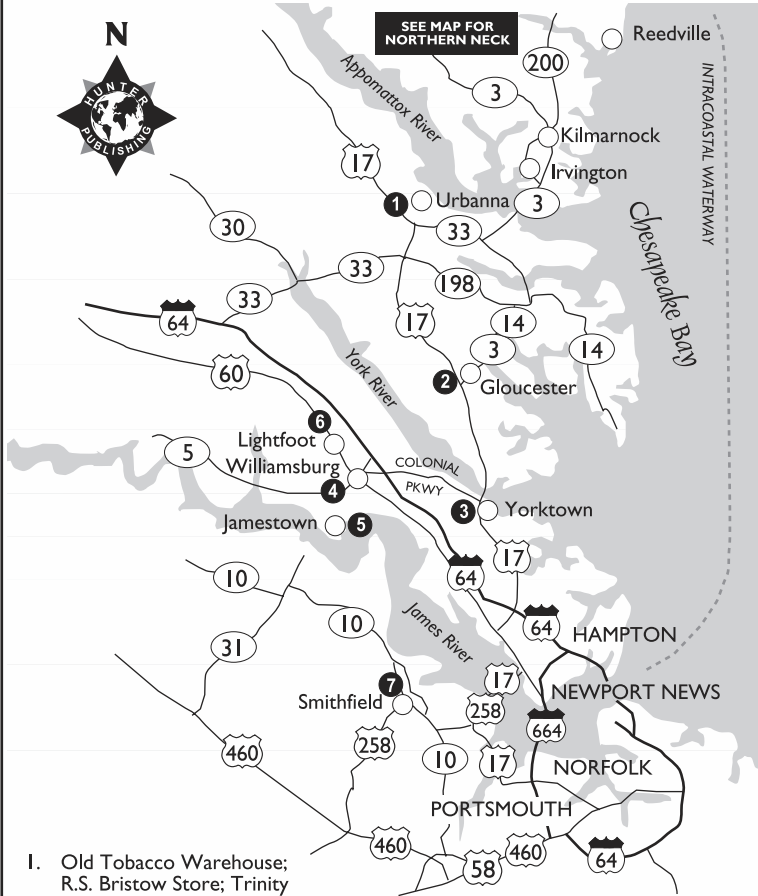 SEE MAP FOR
NORTHERN NECK
N
HUNTER
PUBLISHING
Reedville
200
3
INTRACOASTAL WATERWAY
Appomattox River
Kilmarnock
17
Irvington
1
Urbanna
3
Chesapeake Bay
30
33
33
198
33
64
17
14
3
14
60
York River
2
Gloucester
6
Lightfoot
5
Williamsburg
COLONIAL
PKWY
4
3
Yorktown
Jamestown
5
17
64
10
10
James River
64
HAMPTON
31
17
7
NEWPORT NEWS
Smithfield
258
664
460
258
10
17
NORFOLK
PORTSMOUTH
460
460
64
58
1. Old Tobacco Warehouse;
R.S. Bristow Store; Trinity